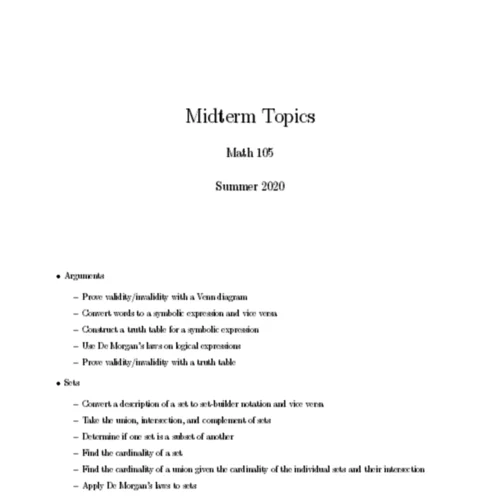 Midterm Topics
Math 105
Summer 2020
• Arguments
– Prove validity/invalidity with a Venn diagram
– Convert words to a symbolic expression and vice versa
– Construct a truth table for a symbolic expression
– Use De Morgan's laws on logical expressions
– Prove validity/invalidity with a truth table
• Sets
– Convert a description of a set to set-builder notation and vice versa
– Take the union, intersection, and complement of sets
– Determine if one set is a subset of another
– Find the cardinality of a set
– Find the cardinality of a union given the cardinality of the individual sets and their intersection
– Apply De Morgan's laws to sets